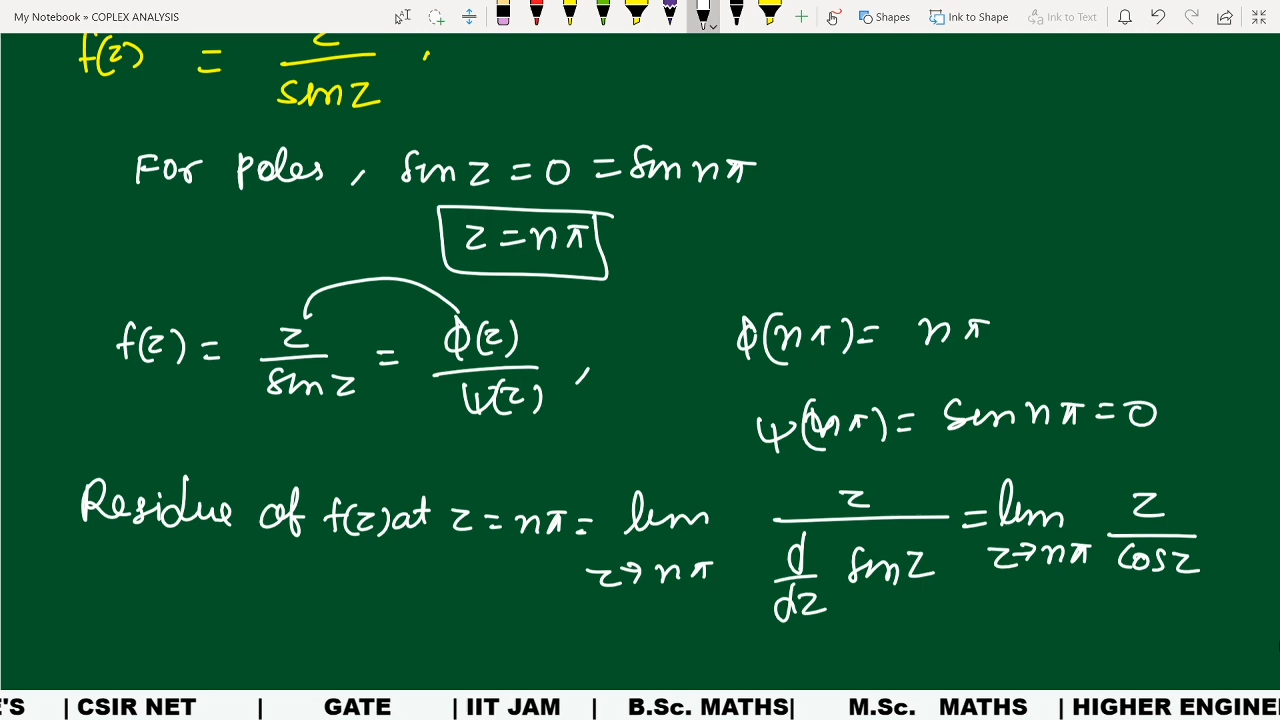 My Notebook » COPLEX ANALYSIS
Shapes Ink to Shape Ink to Text
f(z) = z / sin z .
For poles, sin z = 0 = sin nπ
z = nπ
f(z) = z / sin z = ϕ(z) / ψ(z) , ϕ(nπ) = nπ
ψ(nπ) = sin nπ = 0
Residue of f(z) at z = nπ = lim z→nπ z / d/dz sin z = lim z→nπ z / cos z
E'S | CSIR NET | GATE | IIT JAM | B.Sc. MATHS| M.Sc. MATHS | HIGHER ENGINE